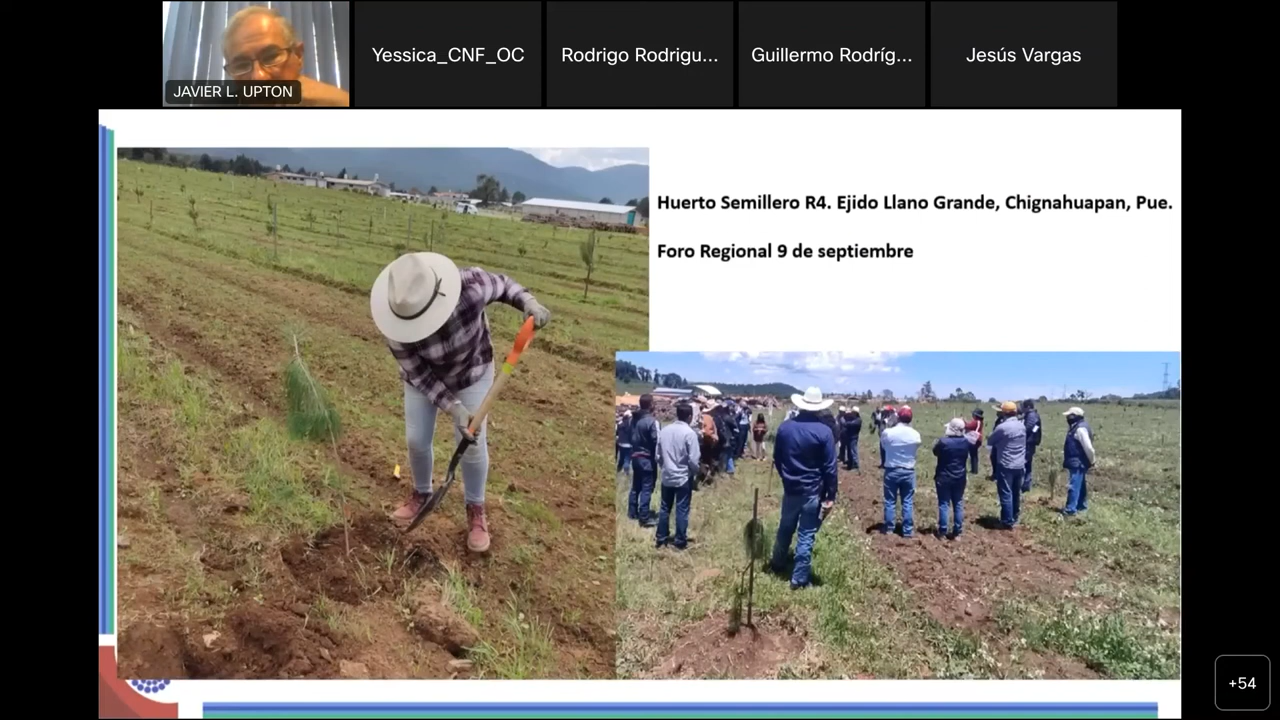 JAVIER L. UPTON
Yessica_CNF_OC
Rodrigo Rodrigu...
Guillermo Rodríg...
Jesús Vargas
Huerto Semillero R4. Ejido Llano Grande, Chignahuapan, Pue.
Foro Regional 9 de septiembre
+54